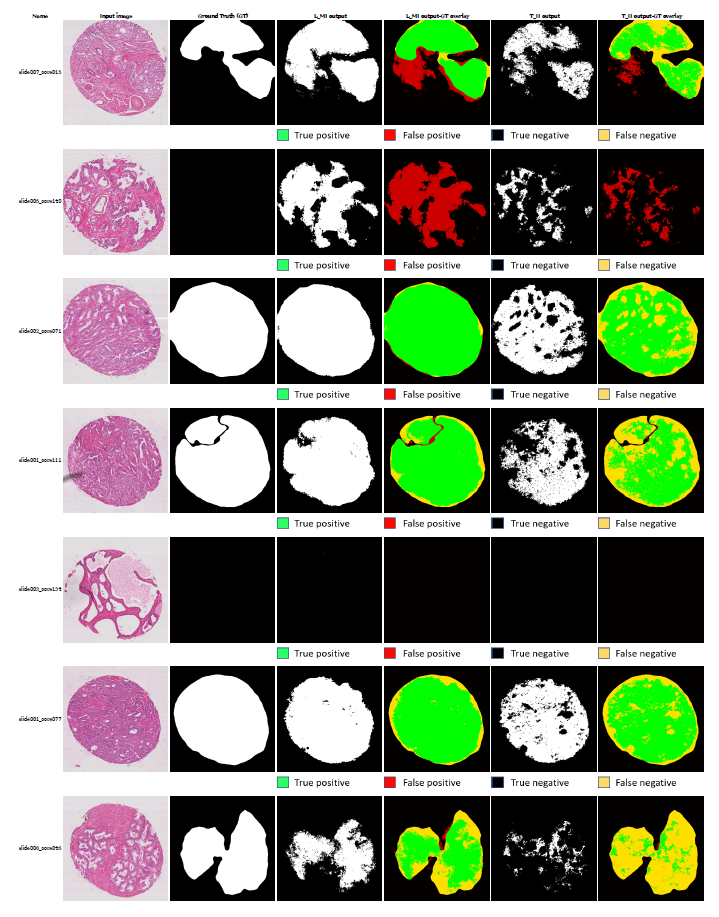 Name Input image Ground Truth (GT) L_MI output L_MI output-GT overlay T_II output T_II output-GT overlay
slide007_core016
True positive False positive True negative False negative
slide005_core140
True positive False positive True negative False negative
slide002_core071
True positive False positive True negative False negative
slide001_core111
True positive False positive True negative False negative
True positive False positive True negative False negative
slide001_core077
True positive False positive True negative False negative